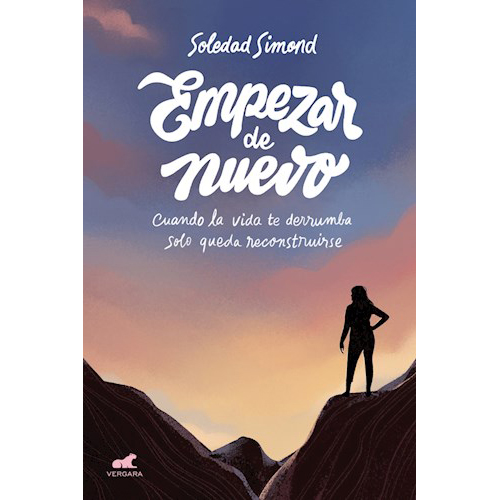 Soledad Simond
Empezar
de
nuevo
Cuando la vida te derrumba
solo queda reconstruirse
VERGARA